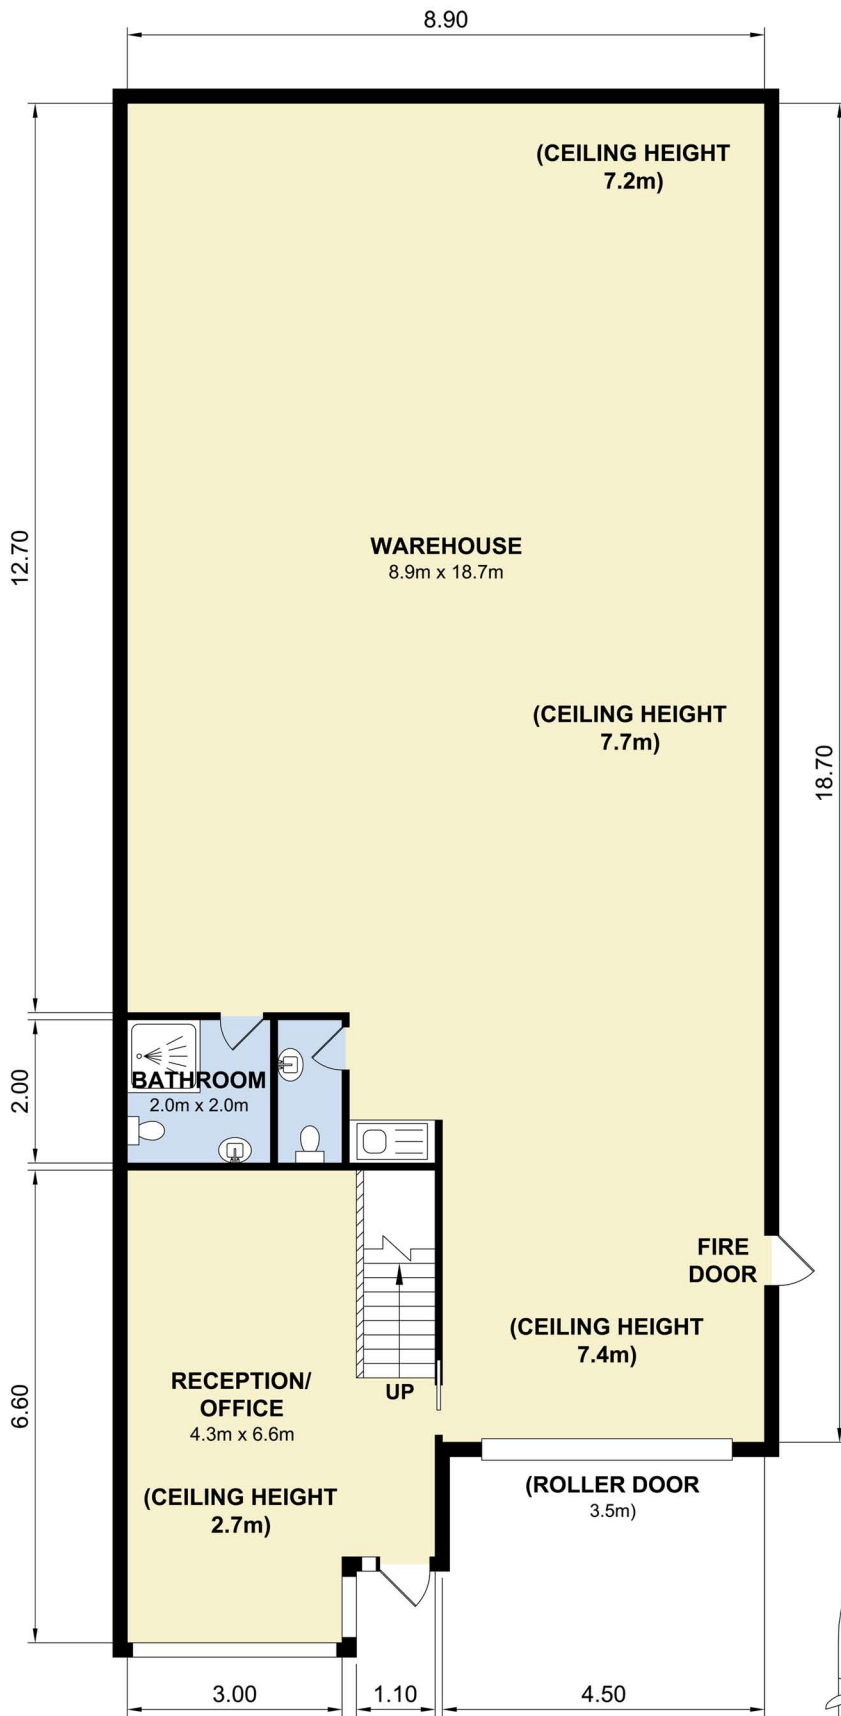 8.90
(CEILING HEIGHT
7.2m)
12.70
WAREHOUSE
8.9m x 18.7m
(CEILING HEIGHT
7.7m)
18.70
2.00
BATHROOM
2.0m x 2.0m
FIRE
DOOR
(CEILING HEIGHT
7.4m)
UP
6.60
RECEPTION/
OFFICE
4.3m x 6.6m
(CEILING HEIGHT
2.7m)
(ROLLER DOOR
3.5m)
3.00
1.10
4.50